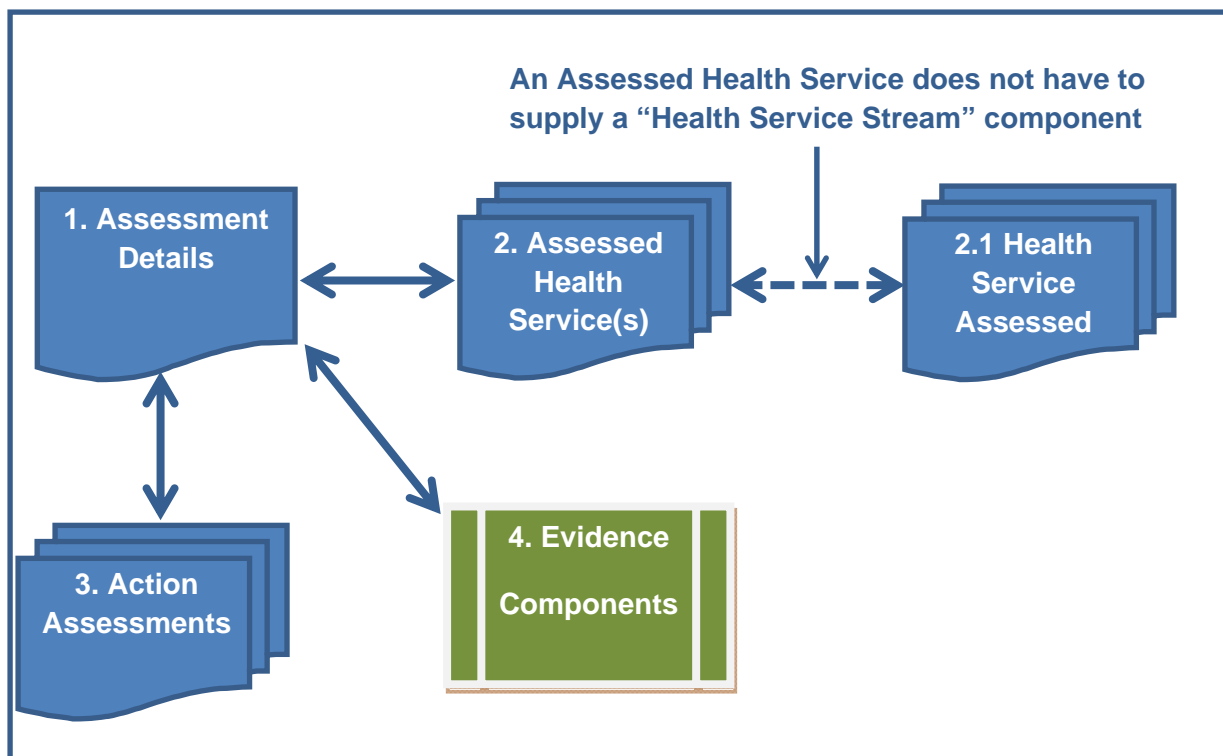 An Assessed Health Service does not have to
supply a “Health Service Stream” component
1. Assessment
Details
2. Assessed
Health
Service(s)
2.1 Health
Service
Assessed
3. Action
Assessments
4. Evidence
Components